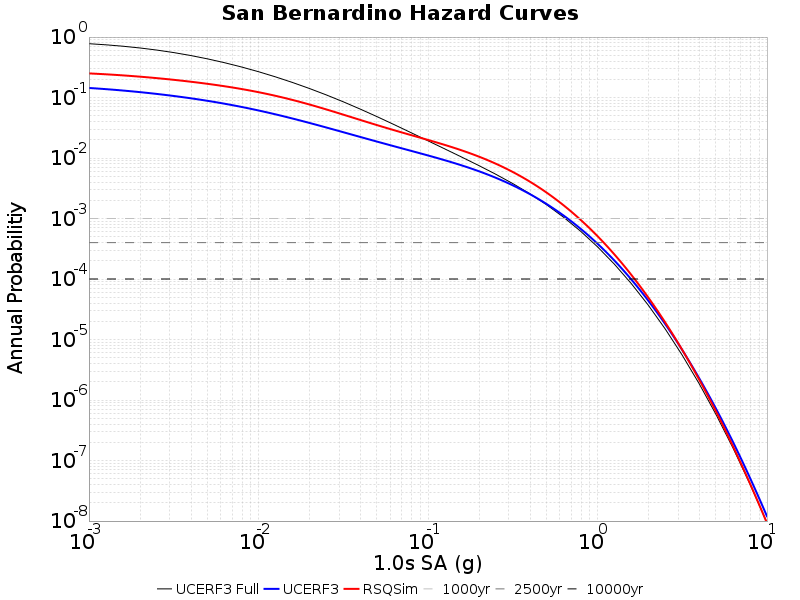 San Bernardino Hazard Curves
Annual Probabilitiy
10^0
10^-1
10^-2
10^-3
10^-4
10^-5
10^-6
10^-7
10^-8
10^-3 10^-2 10^-1 10^0 10^1
1.0s SA (g)
UCERF3 Full UCERF3 RSQSim 1000yr 2500yr 10000yr